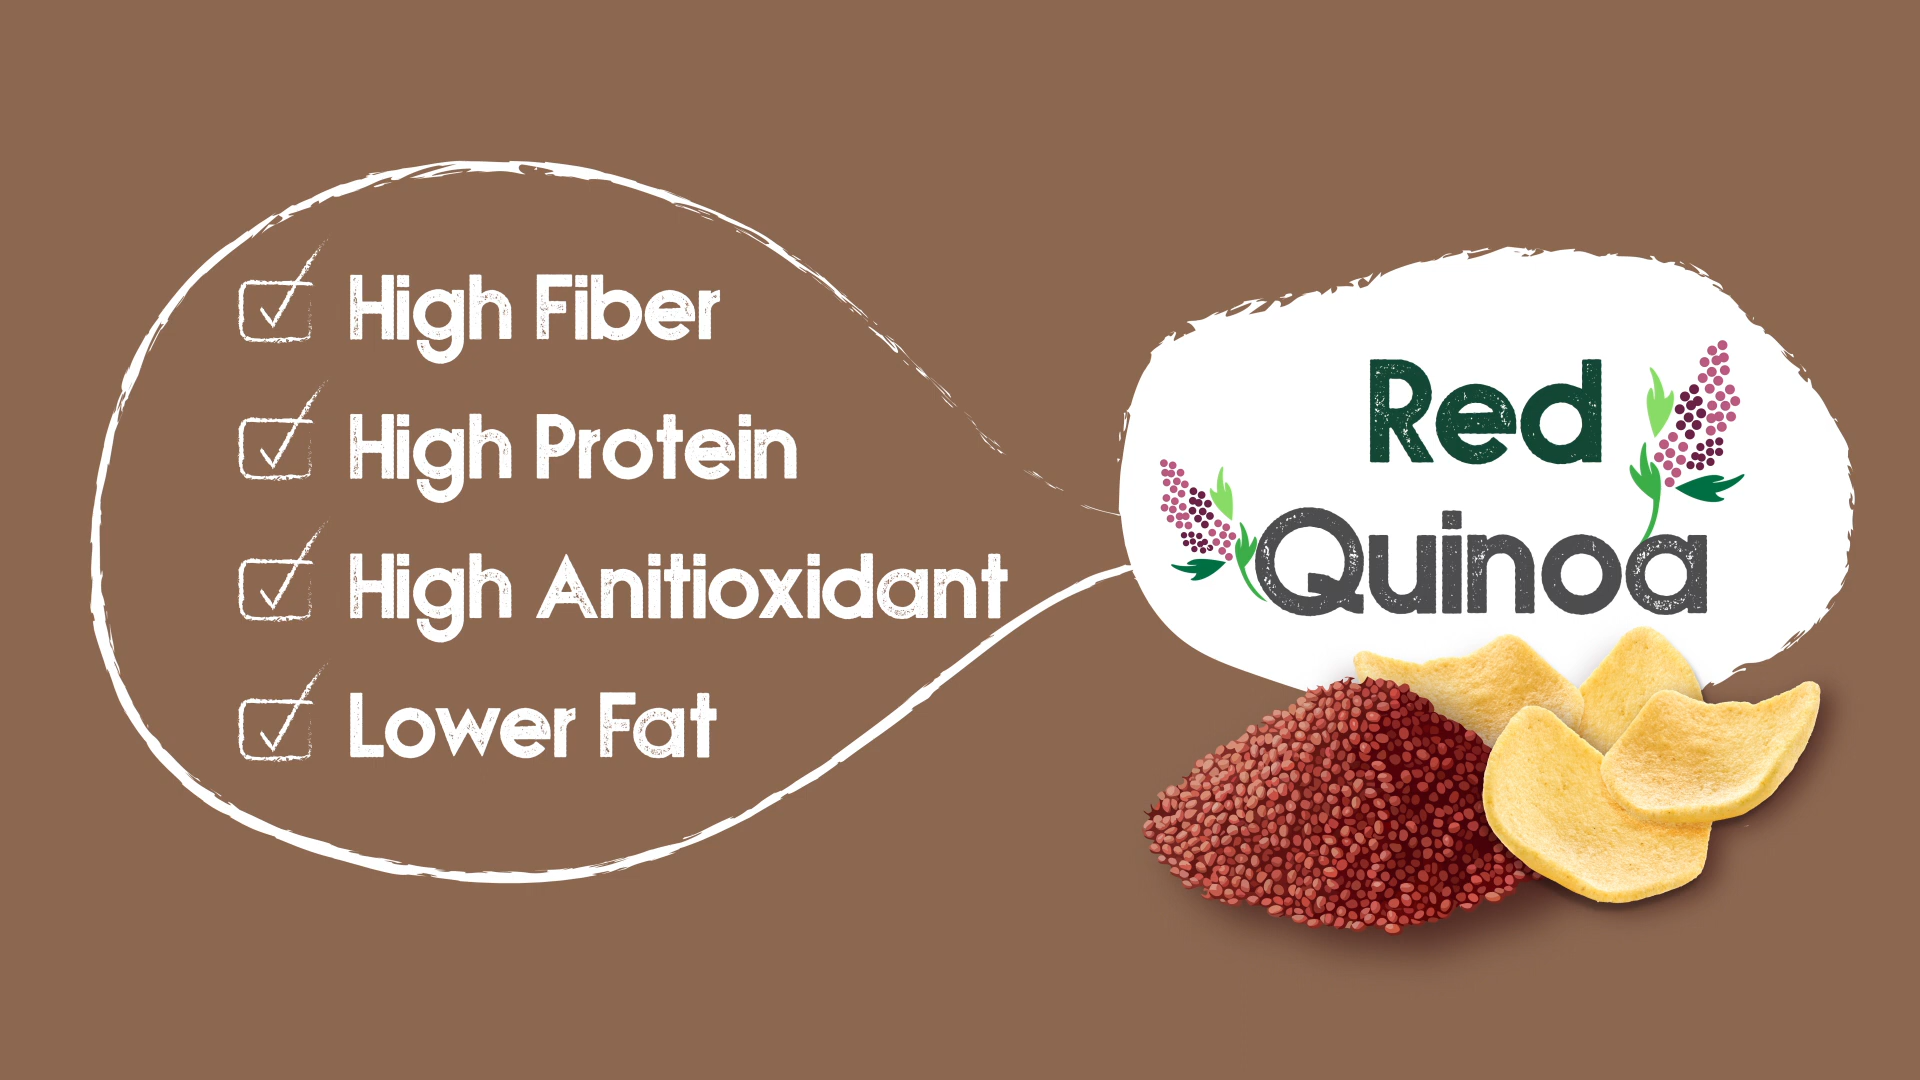 High Fiber
High Protein
High Anitioxidant
Lower Fat
Red
Quinoa